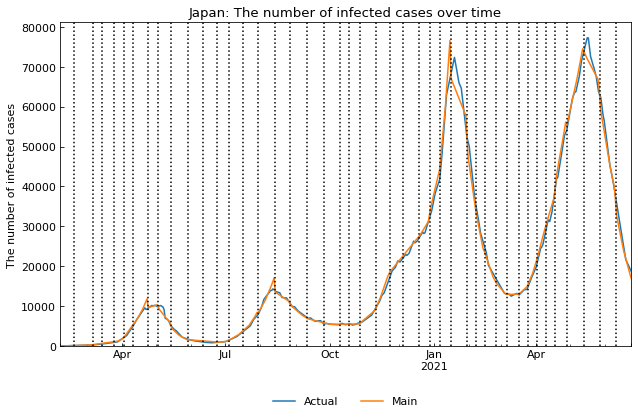 Japan: The number of infected cases over time
The number of infected cases
80000
70000
60000
50000
40000
30000
20000
10000
0
Apr Jul Oct Jan Apr
2021
Actual Main